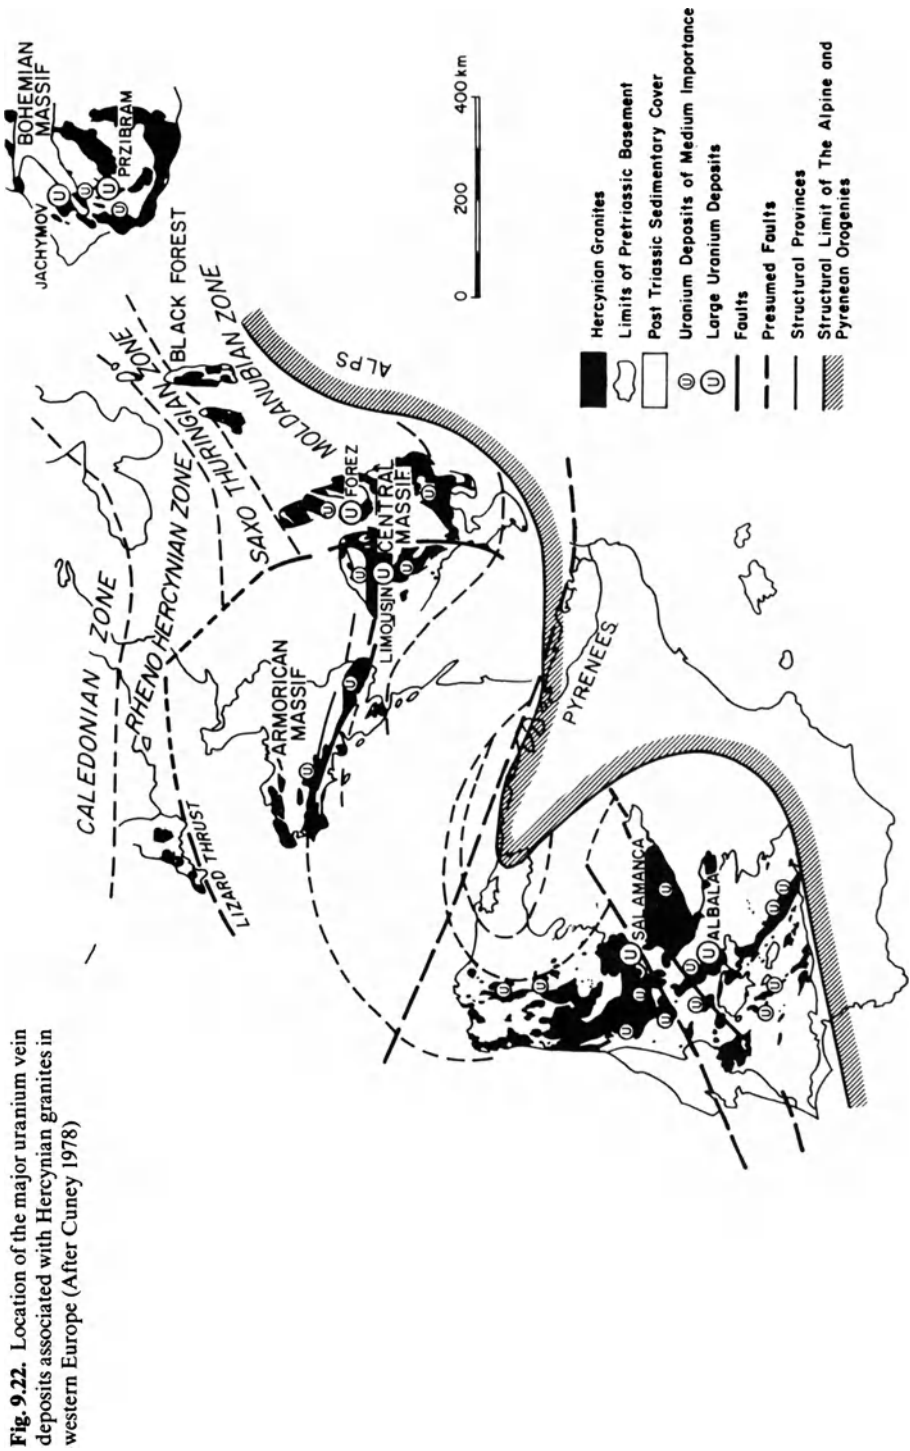 Fig. 9.22. Location of the major uranium vein
deposits associated with Hercynian granites in
western Europe (After Cuney 1978)
CALEDONIAN ZONE
RHENO HERCYNIAN ZONE
SAXO THURINGIAN ZONE
MOLDANUBIAN ZONE
LIZARD THRUST
BOHEMIAN
MASSIF
JACHYMOV
U
U
U
U
PRZIBRAM
BLACK FOREST
ALPS
ARMORICAN
MASSIF
U
U
U
U
FOREZ
CENTRAL
MASSIF
U
U
U
U
LIMOUSIN
PYRENEES
U
U
U
SALAMANCA
U
U
U
U
U
U
ALBALA
U
U
U
U
U
U
0 200 400 km
Hercynian Granites
Limits of Pretriassic Basement
Post Triassic Sedimentary Cover
U Uranium Deposits of Medium Importance
U Large Uranium Deposits
Faults
Presumed Faults
Structural Provinces
Structural Limit of The Alpine and
Pyrenean Orogenies